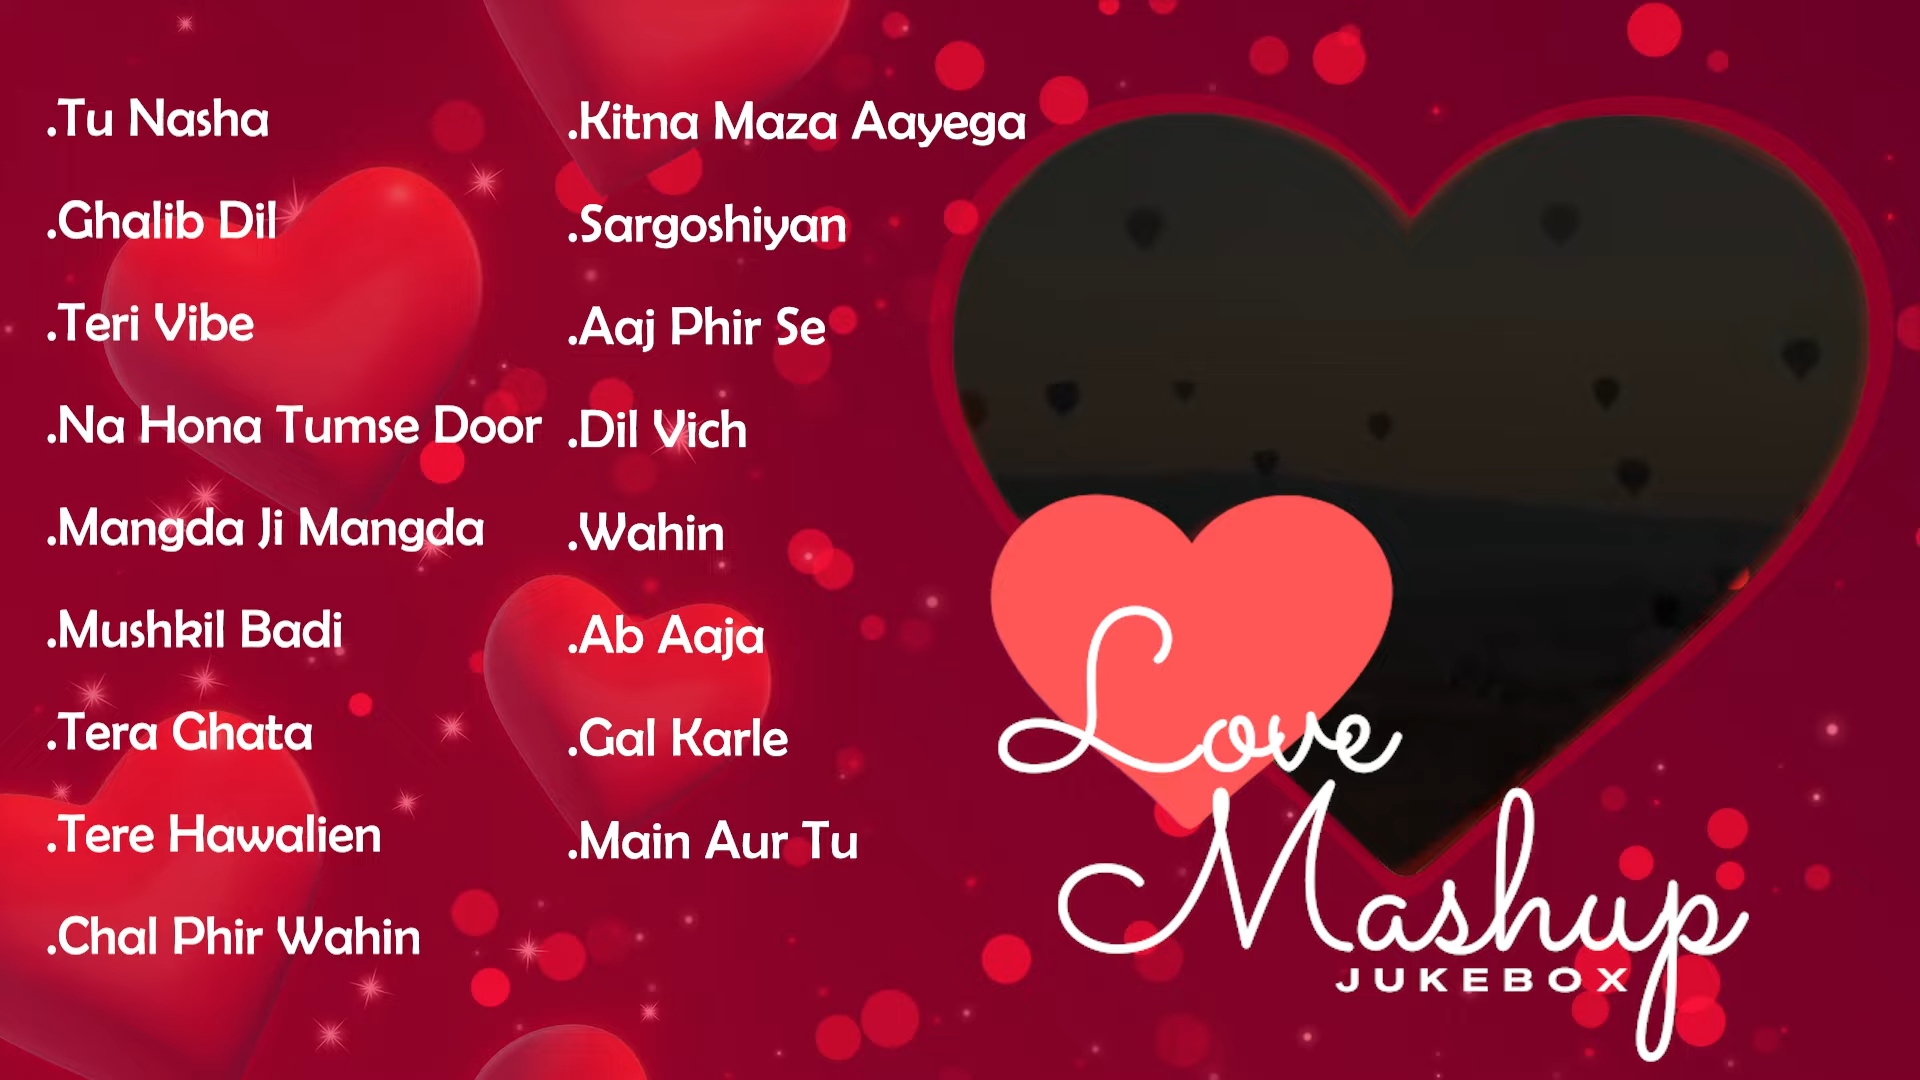 .Tu Nasha
.Ghalib Dil
.Teri Vibe
.Na Hona Tumse Door
.Mangda Ji Mangda
.Mushkil Badi
.Tera Ghata
.Tere Hawalien
.Chal Phir Wahin
.Kitna Maza Aayega
.Sargoshiyan
.Aaj Phir Se
.Dil Vich
.Wahin
.Ab Aaja
.Gal Karle
.Main Aur Tu
Love
Mashup
JUKEBOX